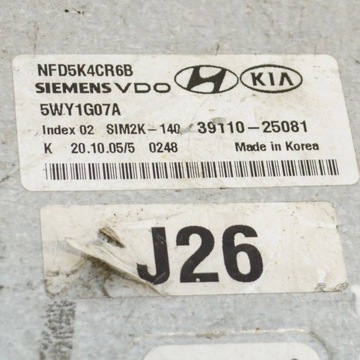 NFD5K4CR6B
SIEMENS VDO KIA
5WY1G07A
Index 02 SIM2K-140 39110-25081
K 20.10.05/5 0248 Made in Korea
J26